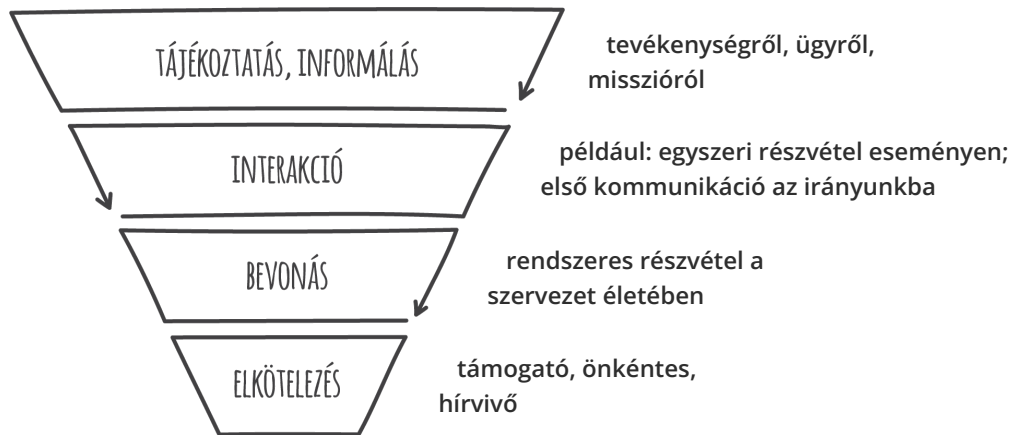 TÁJÉKOZTATÁS, INFORMÁLÁS
tevékenységről, ügyről,
misszióról
INTERAKCIÓ
például: egyszeri részvétel eseményen;
első kommunikáció az irányunkba
BEVONÁS
rendszeres részvétel a
szervezet életében
ELKÖTELEZÉS
támogató, önkéntes,
hírvivő